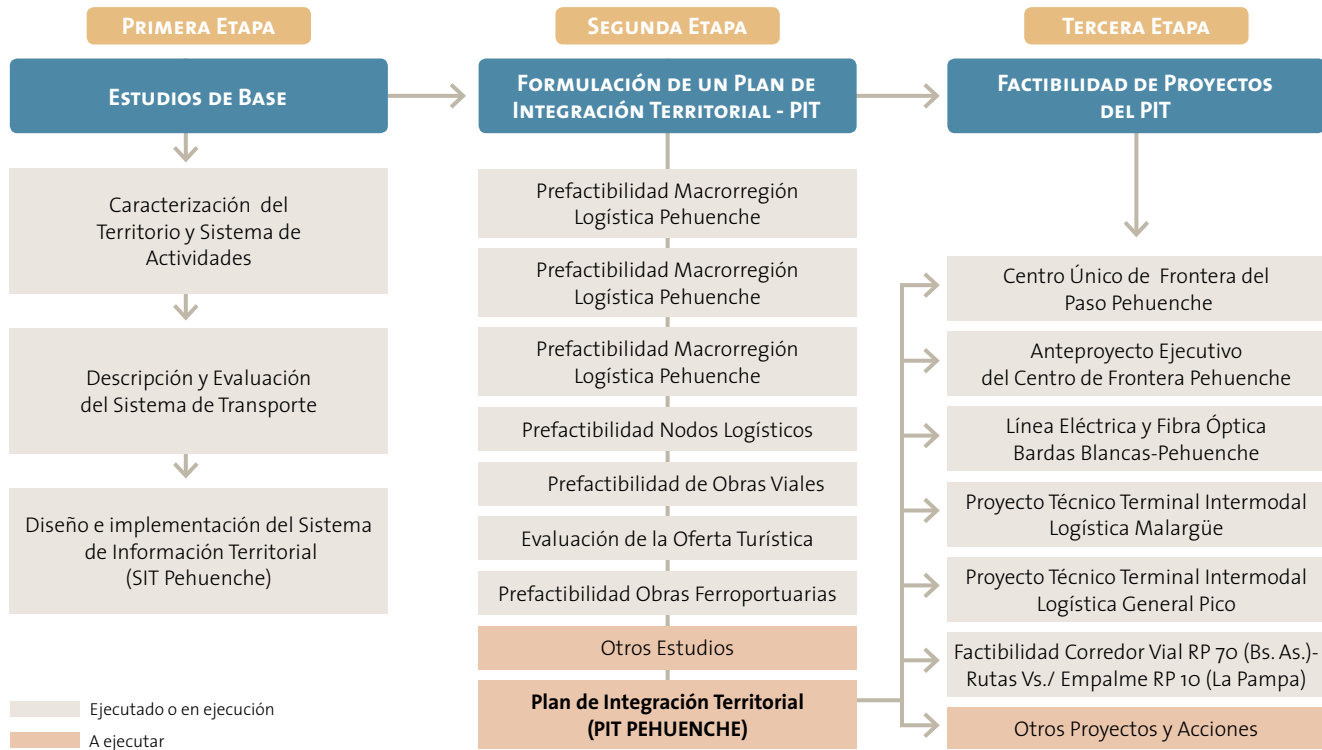 Primera Etapa
Estudios de Base
Caracterización del
Territorio y Sistema de
Actividades
Descripción y Evaluación
del Sistema de Transporte
Diseño e implementación del Sistema
de Información Territorial
(SIT Pehuenche)
Ejecutado o en ejecución
A ejecutar
Segunda Etapa
Formulación de un Plan de
Integración Territorial - PIT
Prefactibilidad Macrorregión
Logística Pehuenche
Prefactibilidad Macrorregión
Logística Pehuenche
Prefactibilidad Macrorregión
Logística Pehuenche
Prefactibilidad Nodos Logísticos
Prefactibilidad de Obras Viales
Evaluación de la Oferta Turística
Prefactibilidad Obras Ferroportuarias
Otros Estudios
Plan de Integración Territorial
(PIT PEHUENCHE)
Tercera Etapa
Factibilidad de Proyectos
del PIT
Centro Único de Frontera del
Paso Pehuenche
Anteproyecto Ejecutivo
del Centro de Frontera Pehuenche
Línea Eléctrica y Fibra Óptica
Bardas Blancas-Pehuenche
Proyecto Técnico Terminal Intermodal
Logística Malargüe
Proyecto Técnico Terminal Intermodal
Logística General Pico
Factibilidad Corredor Vial RP 70 (Bs. As.)-
Rutas Vs./ Empalme RP 10 (La Pampa)
Otros Proyectos y Acciones